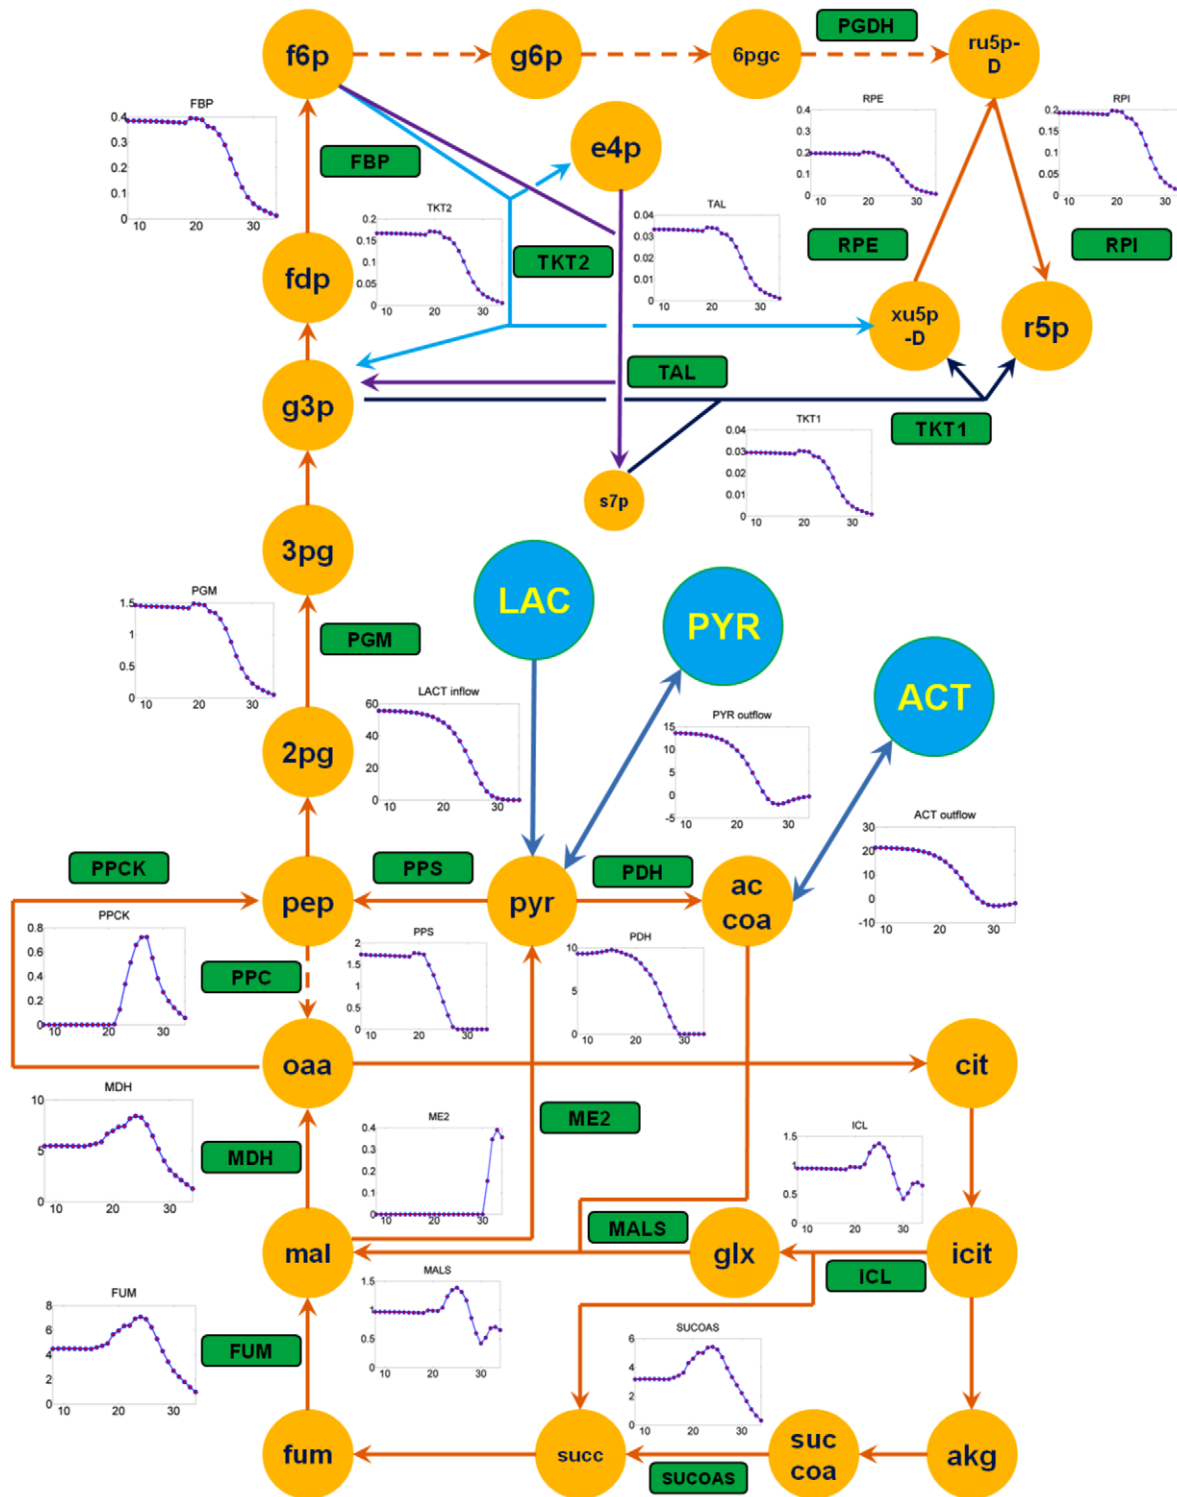 f6p
g6p
6pgc
PGDH
ru5p-
D
FBP
0.4
0.3
0.2
0.1
0
10
20
30
FBP
e4p
RPE
0.4
0.3
0.2
0.1
0
10
20
30
RPI
0.2
0.15
0.1
0.05
0
10
20
30
TKT2
0.2
0.15
0.1
0.05
0
10
20
30
TKT2
TAL
0.04
0.03
0.02
0.01
0
10
20
30
RPE
RPI
fdp
xu5p
-D
r5p
g3p
TAL
TKT1
TKT1
0.04
0.03
0.02
0.01
0
10
20
30
s7p
3pg
LAC
PYR
ACT
PGM
1.5
1
0.5
0
10
20
30
PGM
2pg
LACT inflow
60
40
20
0
10
20
30
PYR outflow
15
10
5
0
-5
10
20
30
ACT outflow
30
20
10
0
-10
10
20
30
PPCK
PPS
PDH
pep
pyr
ac
coa
PPCK
0.8
0.6
0.4
0.2
0
10
20
30
PPC
PPS
2
1.5
1
0.5
0
10
20
30
PDH
10
5
0
10
20
30
oaa
cit
MDH
10
5
0
10
20
30
MDH
ME2
0.4
0.3
0.2
0.1
0
10
20
30
ME2
ICL
1.5
1
0.5
0
10
20
30
mal
MALS
glx
icit
ICL
FUM
8
6
4
2
0
10
20
30
FUM
MALS
1.5
1
0.5
0
10
20
30
SUCOAS
6
4
2
0
10
20
30
fum
succ
SUCOAS
suc
coa
akg